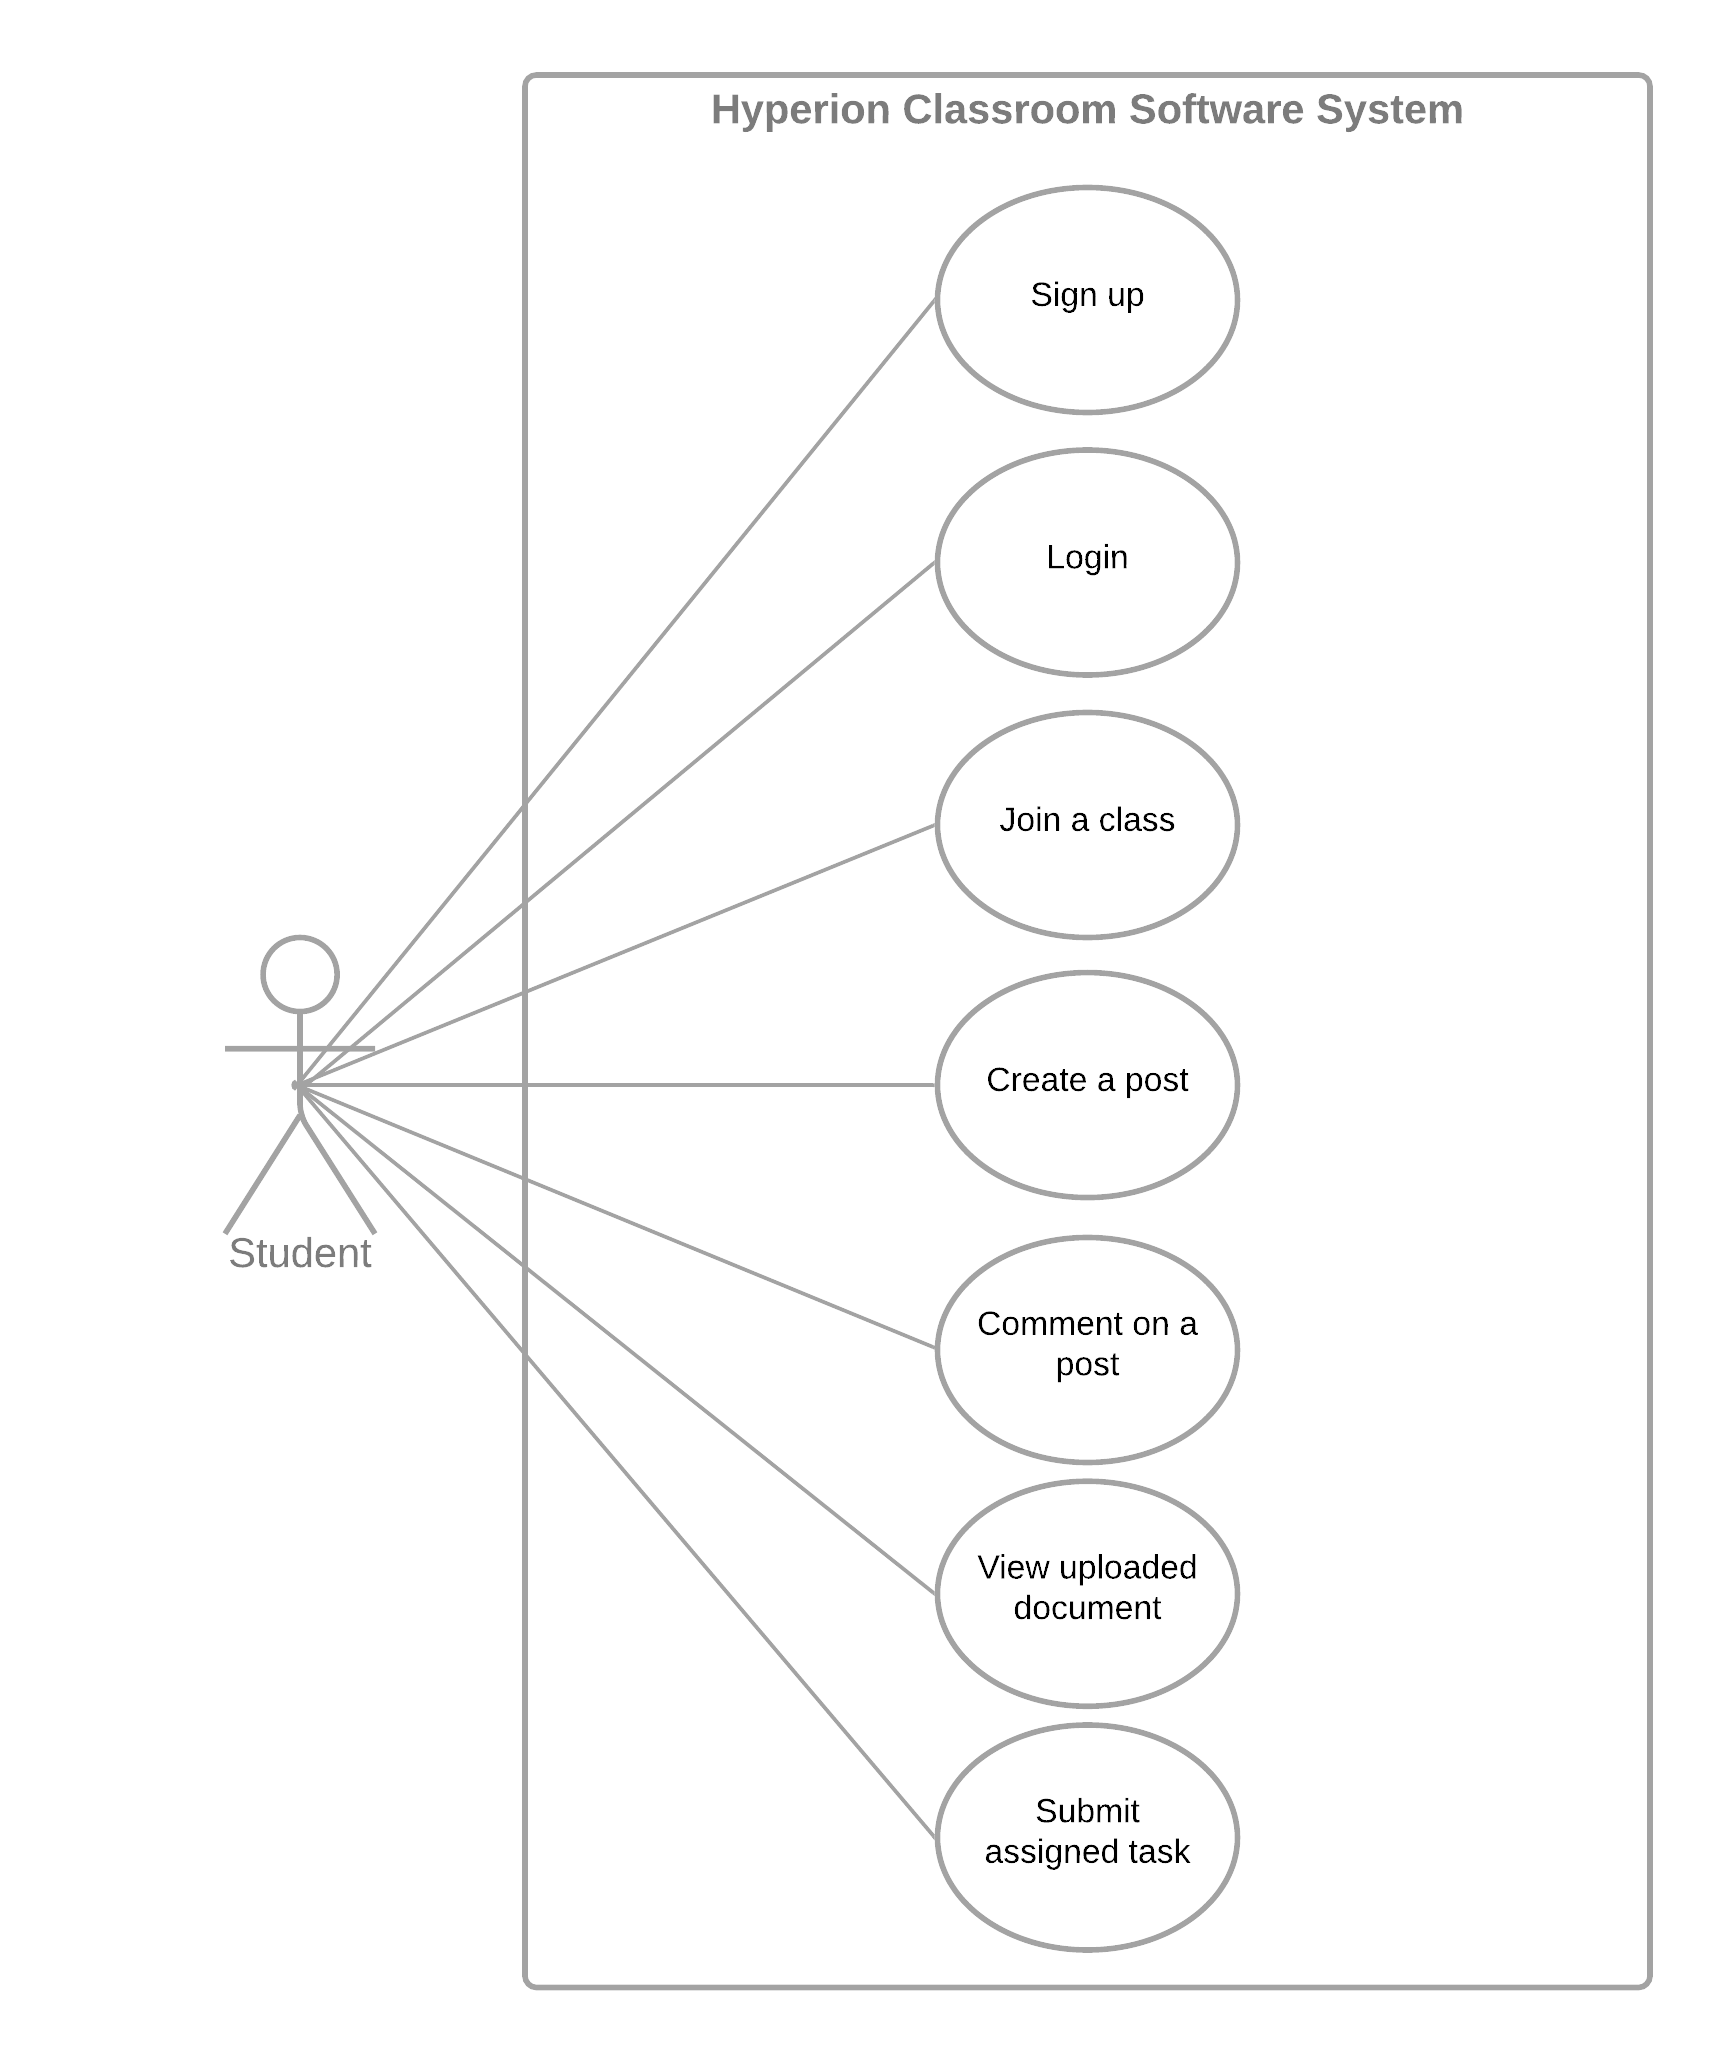 Hyperion Classroom Software System
Sign up
Login
Join a class
Create a post
Student
Comment on a
post
View uploaded
document
Submit
assigned task